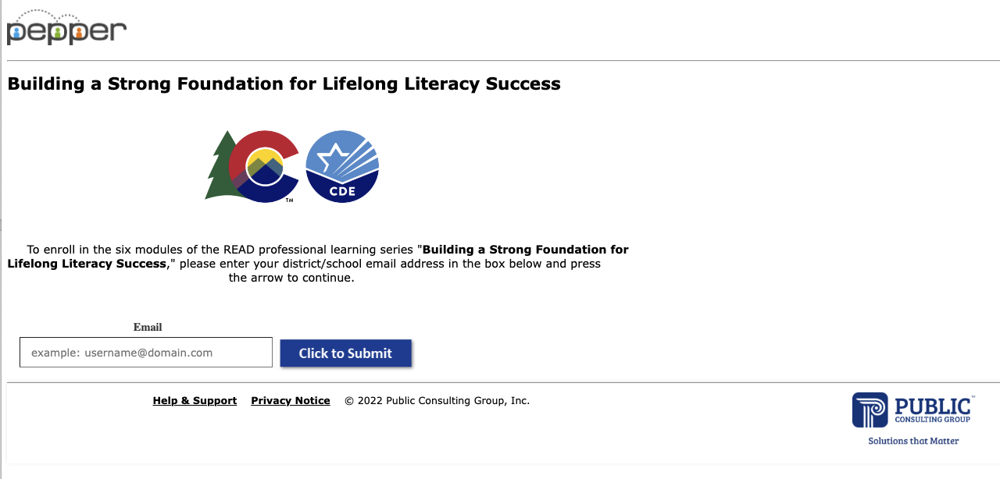 pepper
Building a Strong Foundation for Lifelong Literacy Success
TM
CDE
To enroll in the six modules of the READ professional learning series "Building a Strong Foundation for
Lifelong Literacy Success," please enter your district/school email address in the box below and press
the arrow to continue.
Email
example: username@domain.com
Click to Submit
Help & Support Privacy Notice © 2022 Public Consulting Group, Inc.
PUBLIC™
CONSULTING GROUP
Solutions that Matter